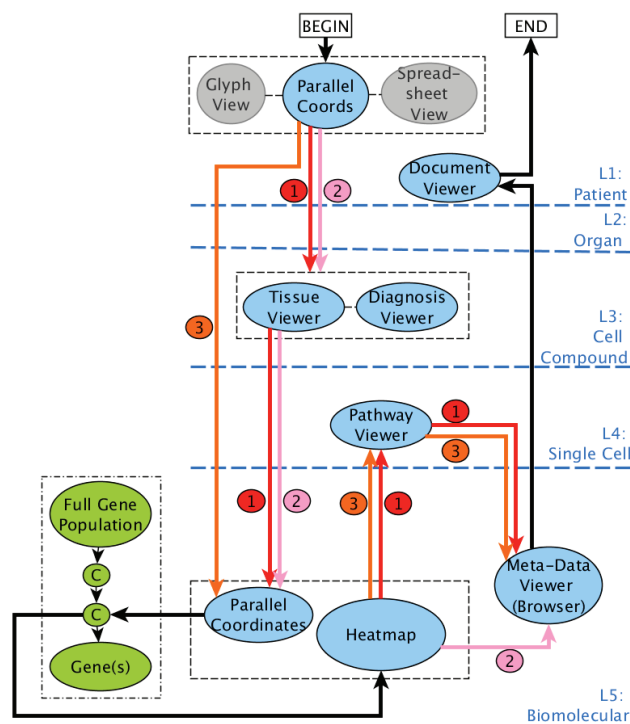 BEGIN
END
Glyph
View
Parallel
Coords
Spread-
sheet
View
Document
Viewer
L1:
Patient
1
2
L2:
Organ
Tissue
Viewer
Diagnosis
Viewer
3
L3:
Cell
Compound
Pathway
Viewer
1
3
L4:
Single Cell
Full Gene
Population
1
2
3
1
C
C
Gene(s)
Parallel
Coordinates
Heatmap
Meta-Data
Viewer
(Browser)
2
L5:
Biomolecular